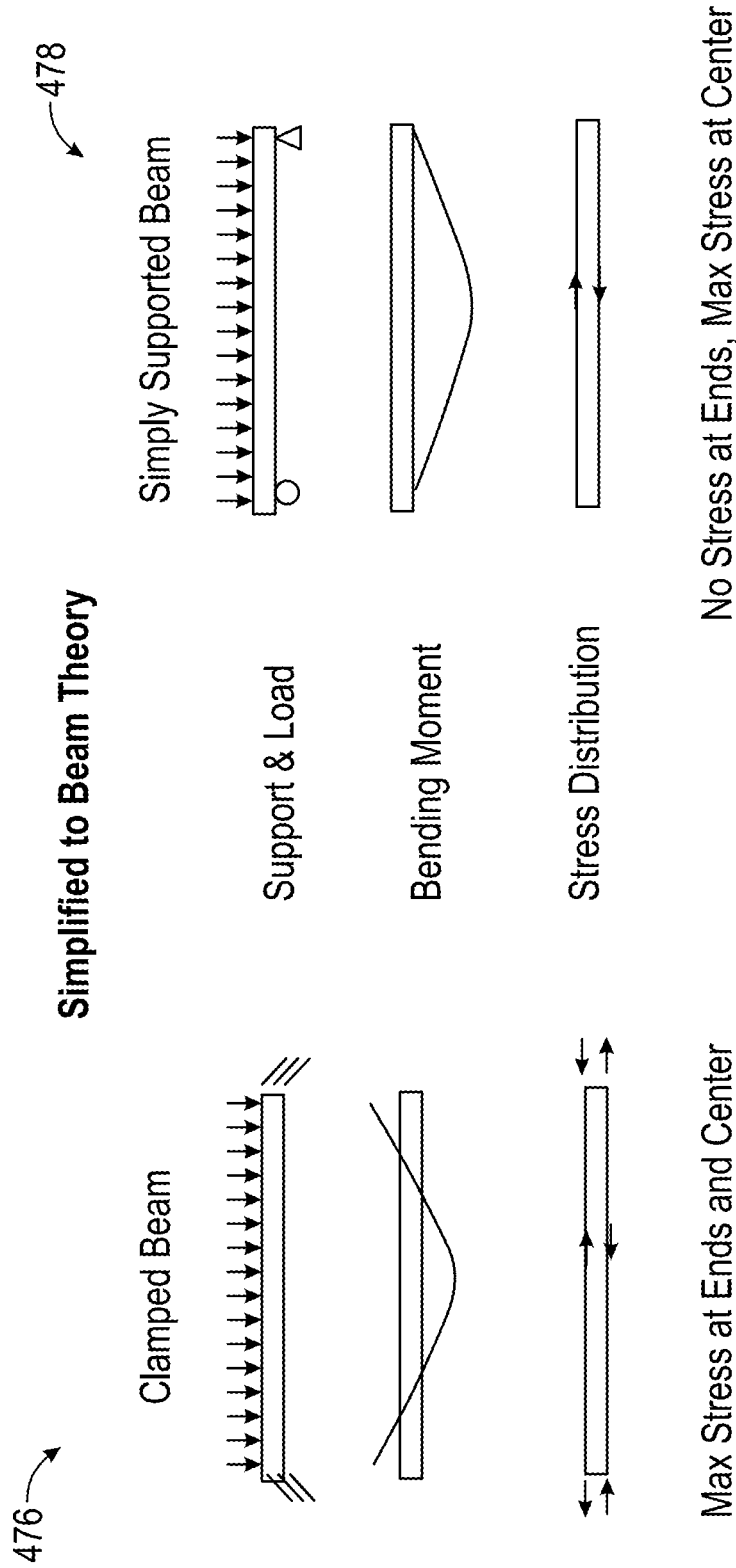 Simplified to Beam Theory
476
478
Clamped Beam
Simply Supported Beam
Support & Load
Bending Moment
Stress Distribution
Max Stress at Ends and Center
No Stress at Ends, Max Stress at Center